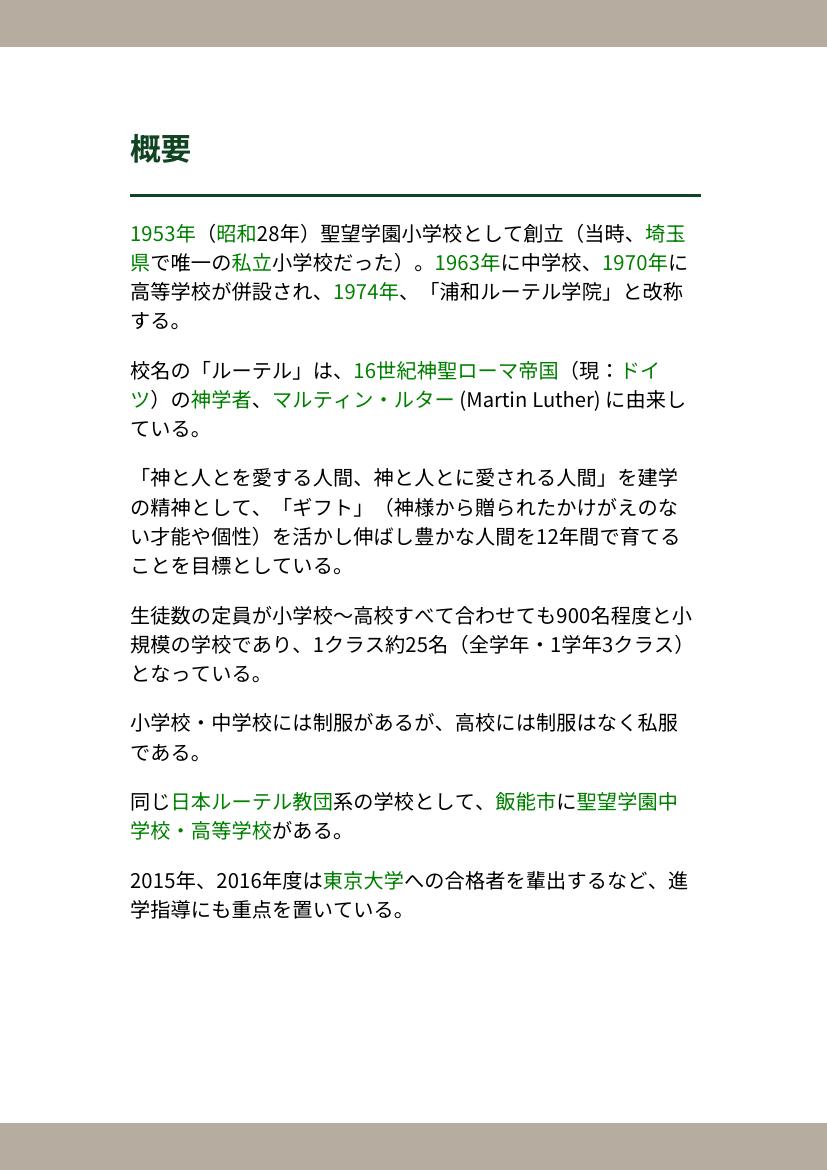 概要
1953年（昭和28年）聖望学園小学校として創立（当時、埼玉
県で唯一の私立小学校だった）。1963年に中学校、1970年に
高等学校が併設され、1974年、「浦和ルーテル学院」と改称
する。
校名の「ルーテル」は、16世紀神聖ローマ帝国（現：ドイ
ツ）の神学者、マルティン・ルター (Martin Luther) に由来し
ている。
「神と人とを愛する人間、神と人とに愛される人間」を建学
の精神として、「ギフト」（神様から贈られたかけがえのな
い才能や個性）を活かし伸ばし豊かな人間を12年間で育てる
ことを目標としている。
生徒数の定員が小学校～高校すべて合わせても900名程度と小
規模の学校であり、1クラス約25名（全学年・1学年3クラス）
となっている。
小学校・中学校には制服があるが、高校には制服はなく私服
である。
同じ日本ルーテル教団系の学校として、飯能市に聖望学園中
学校・高等学校がある。
2015年、2016年度は東京大学への合格者を輩出するなど、進
学指導にも重点を置いている。